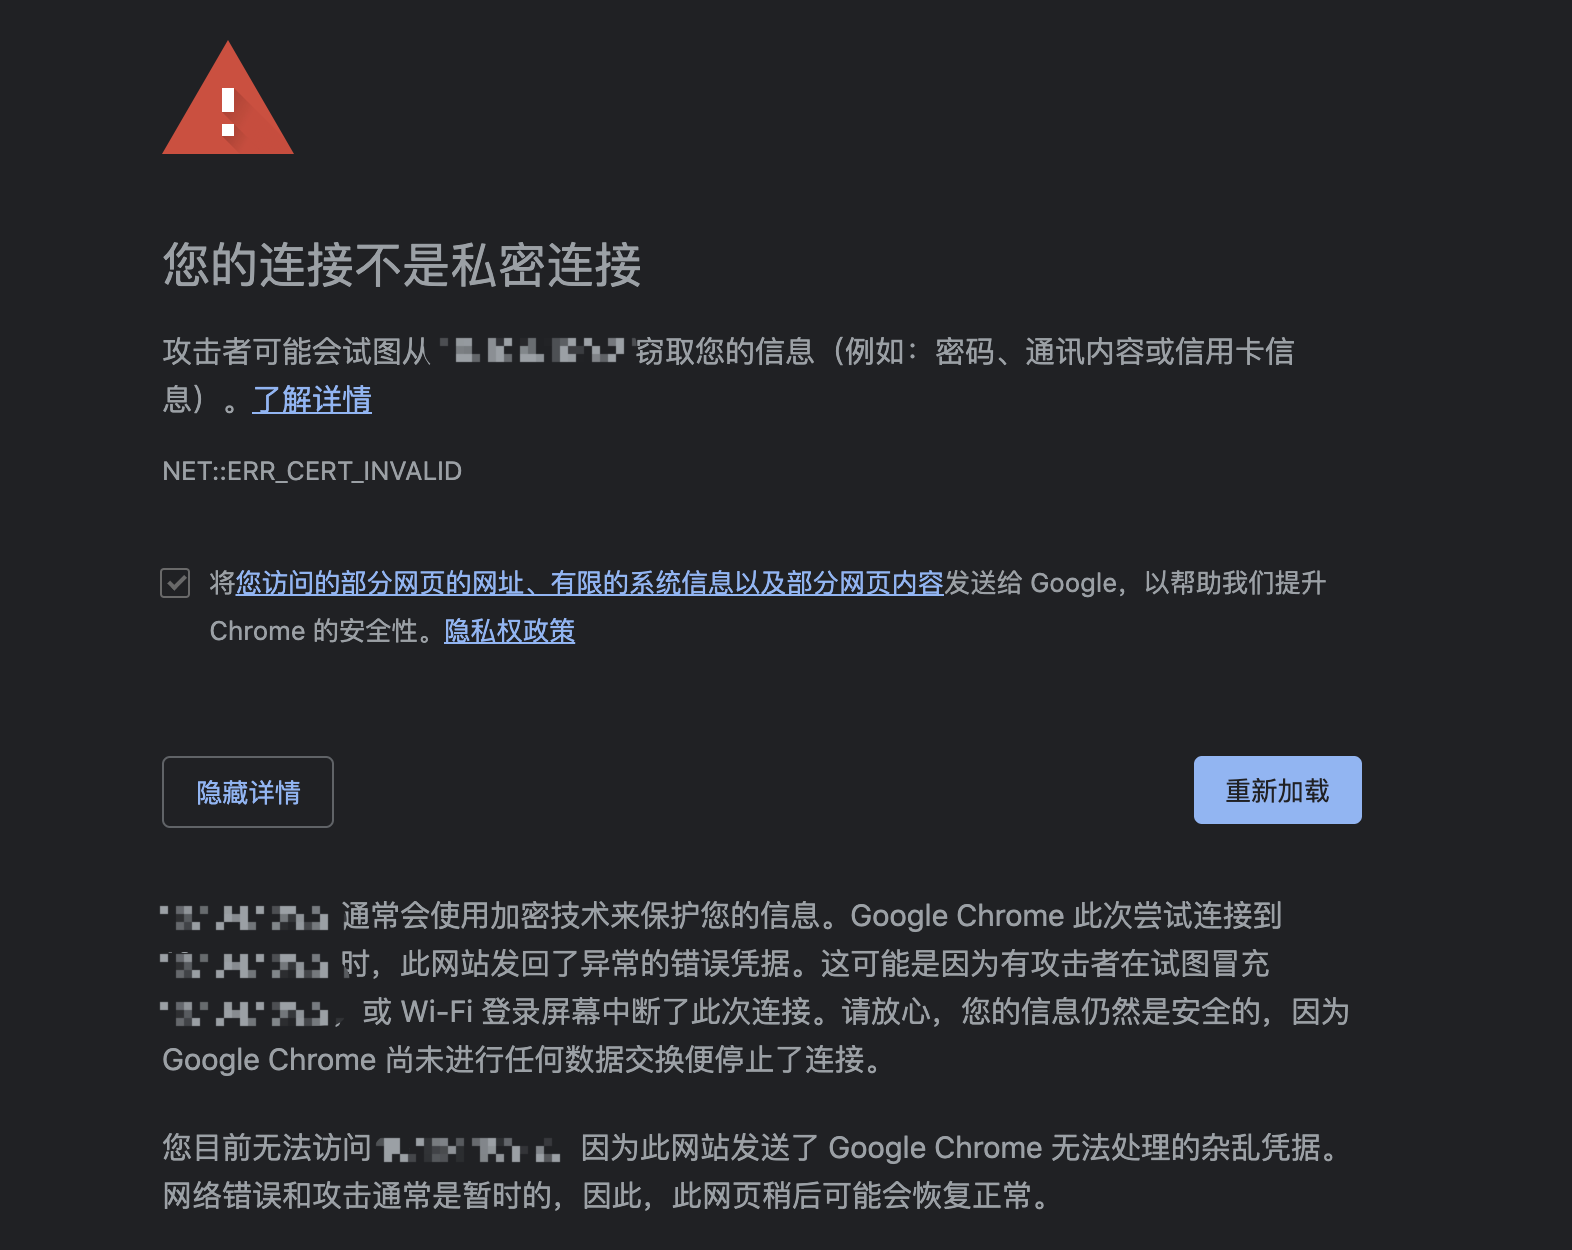 您的连接不是私密连接
攻击者可能会试图从 窃取您的信息（例如：密码、通讯内容或信用卡信
息）。了解详情
NET::ERR_CERT_INVALID
将您访问的部分网页的网址、有限的系统信息以及部分网页内容发送给 Google，以帮助我们提升
Chrome 的安全性。隐私权政策
隐藏详情
重新加载
通常会使用加密技术来保护您的信息。Google Chrome 此次尝试连接到
时，此网站发回了异常的错误凭据。这可能是因为有攻击者在试图冒充
，或 Wi-Fi 登录屏幕中断了此次连接。请放心，您的信息仍然是安全的，因为
Google Chrome 尚未进行任何数据交换便停止了连接。
您目前无法访问 因为此网站发送了 Google Chrome 无法处理的杂乱凭据。
网络错误和攻击通常是暂时的，因此，此网页稍后可能会恢复正常。